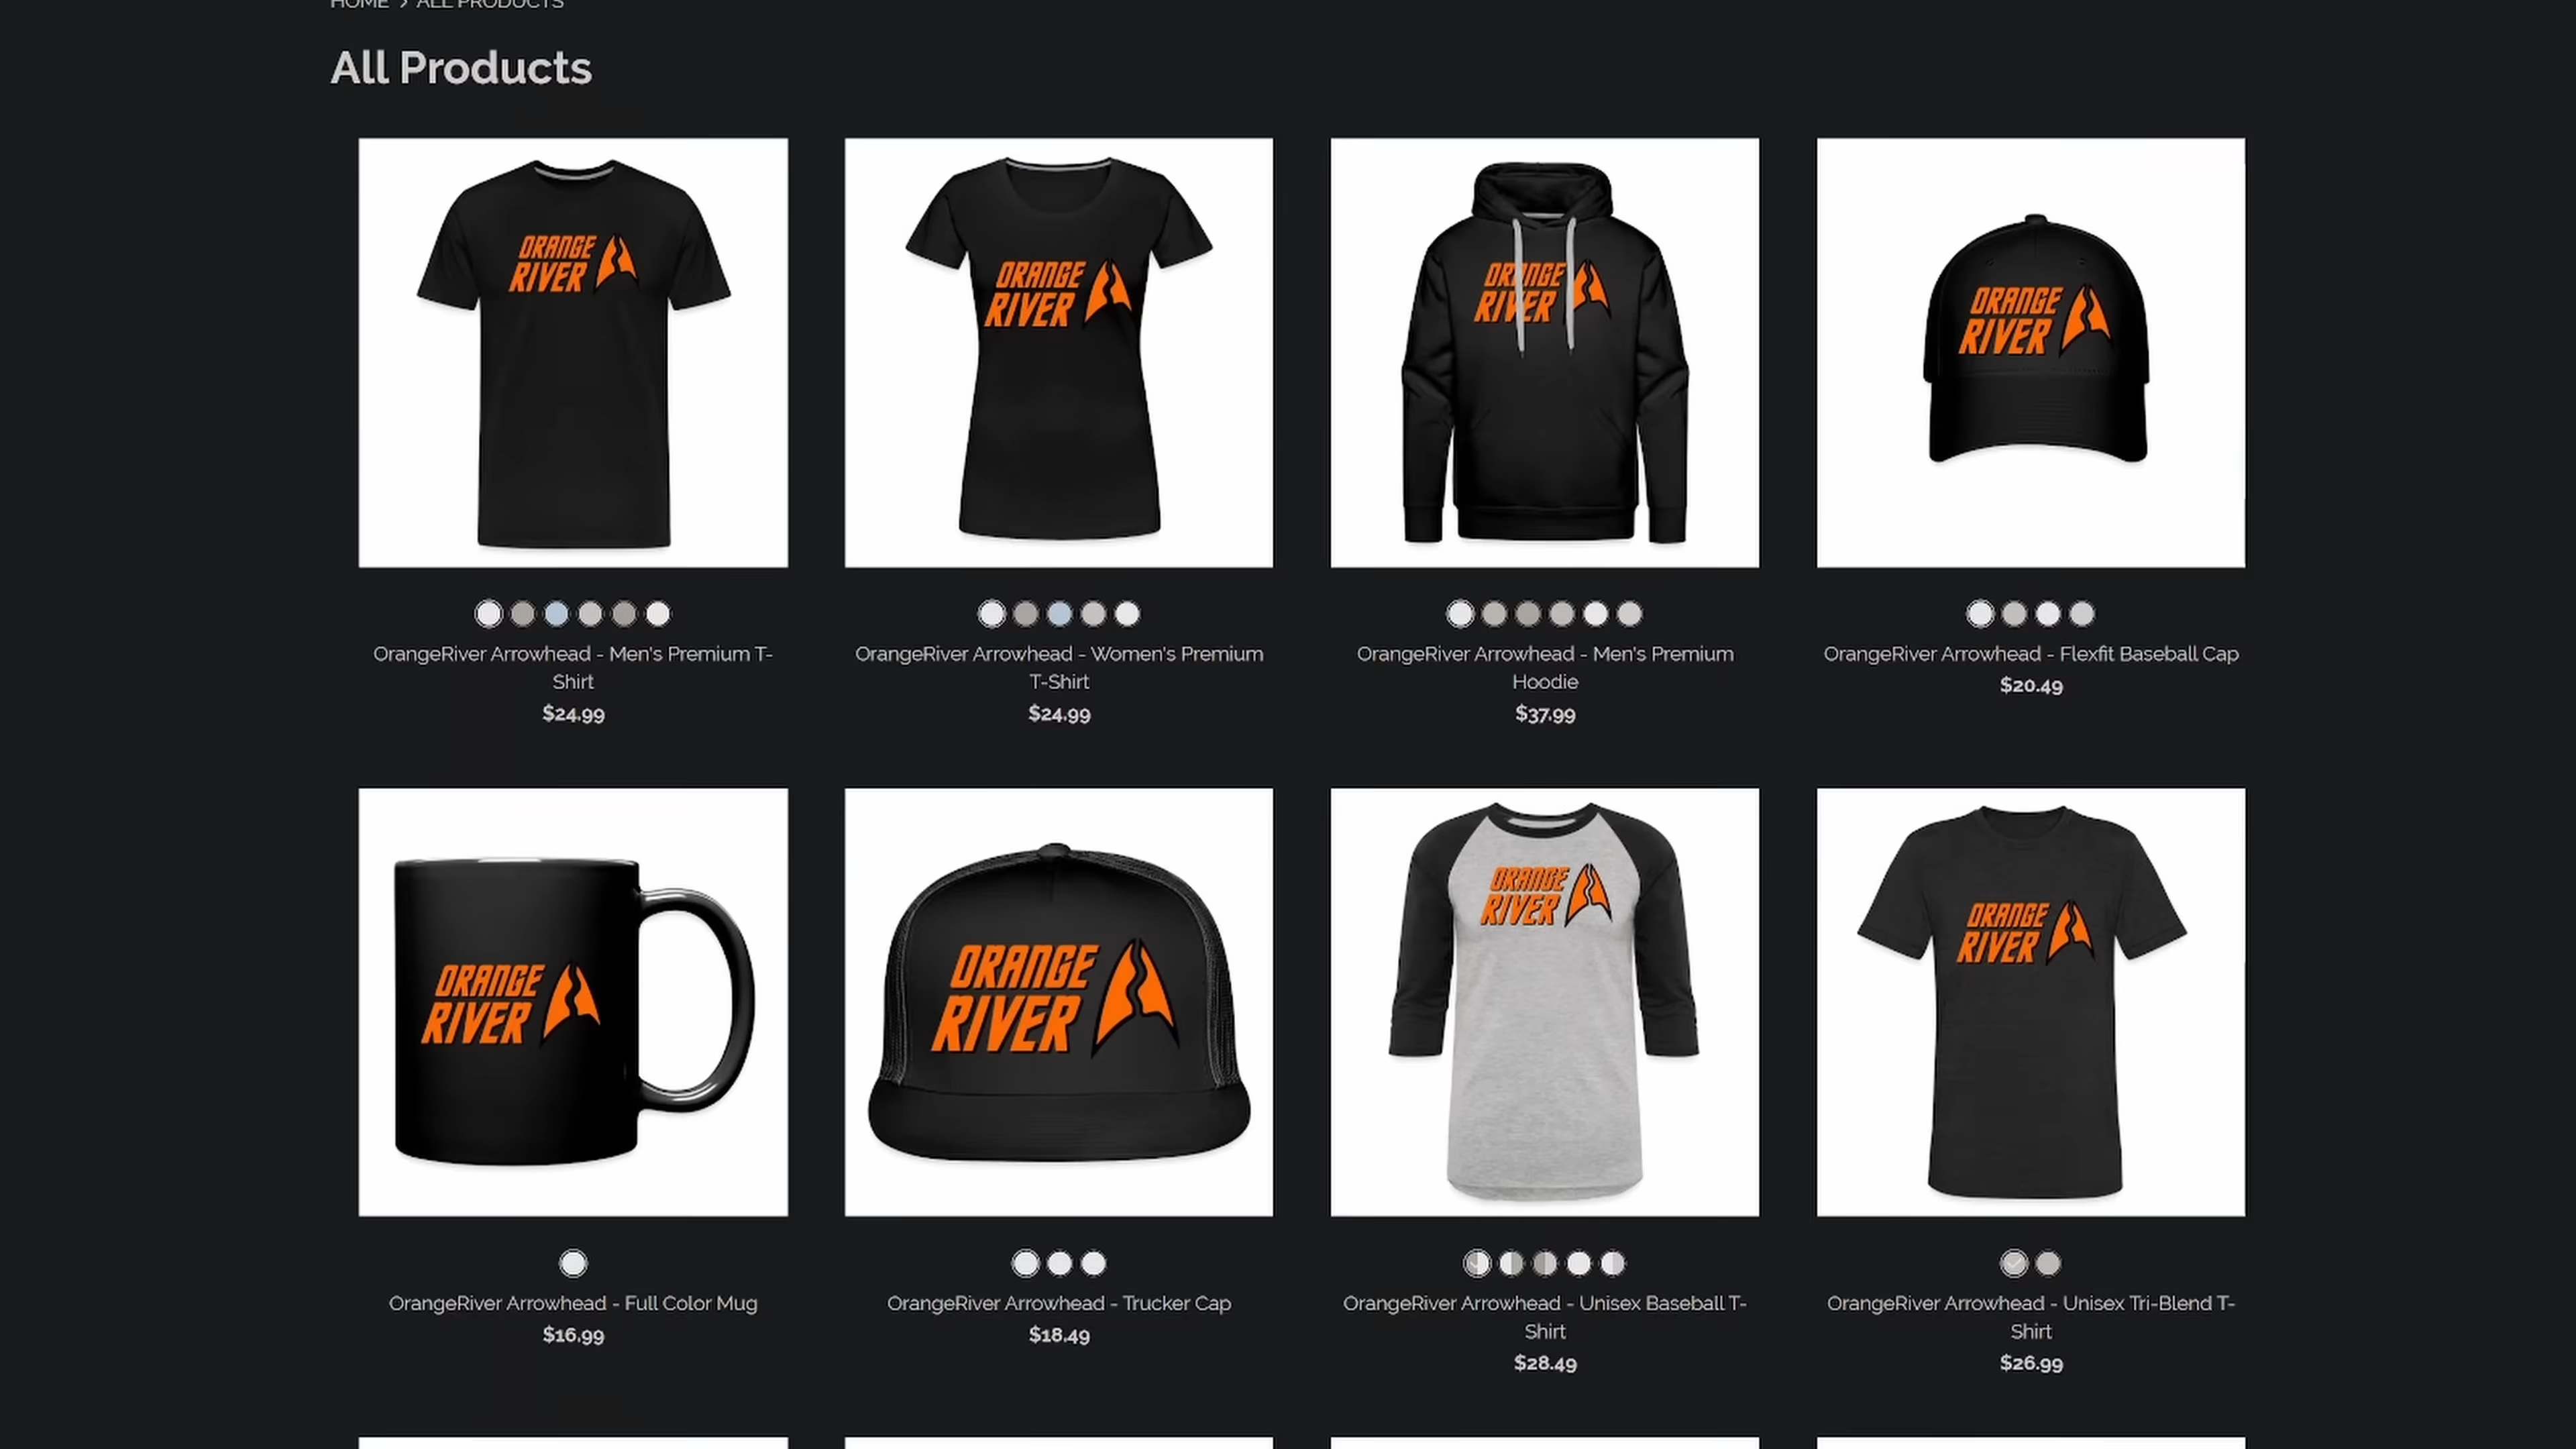 HOME > ALL PRODUCTS
All Products
ORANGE
RIVER
ORANGE
RIVER
ORANGE
RIVER
ORANGE
RIVER
OrangeRiver Arrowhead - Men's Premium T-
Shirt
$24.99
OrangeRiver Arrowhead - Women's Premium
T-Shirt
$24.99
OrangeRiver Arrowhead - Men's Premium
Hoodie
$37.99
OrangeRiver Arrowhead - Flexfit Baseball Cap
$20.49
ORANGE
RIVER
ORANGE
RIVER
ORANGE
RIVER
ORANGE
RIVER
OrangeRiver Arrowhead - Full Color Mug
$16.99
OrangeRiver Arrowhead - Trucker Cap
$18.49
OrangeRiver Arrowhead - Unisex Baseball T-
Shirt
$28.49
OrangeRiver Arrowhead - Unisex Tri-Blend T-
Shirt
$26.99